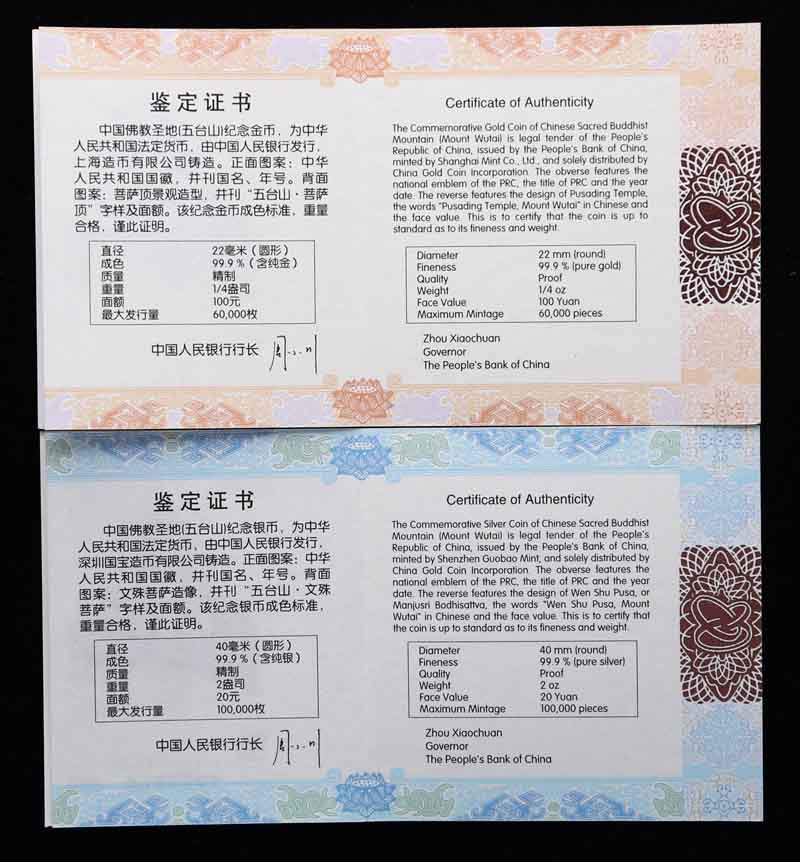 鉴定证书
中国佛教圣地(五台山)纪念金币，为中华
人民共和国法定货币，由中国人民银行发行，
上海造币有限公司铸造。正面图案：中华
人民共和国国徽，并刊国名、年号。背面
图案：菩萨顶景观造型，并刊“五台山·菩萨
顶”字样及面额。该纪念金币成色标准，重量
合格，谨此证明。
直径 22毫米（圆形）
成色 99.9 %（含纯金）
质量 精制
重量 1/4盎司
面额 100元
最大发行量 60,000枚
中国人民银行行长
Certificate of Authenticity
The Commemorative Gold Coin of Chinese Sacred Buddhist
Mountain (Mount Wutai) is legal tender of the People's
Republic of China, issued by the People's Bank of China,
minted by Shanghai Mint Co., Ltd., and solely distributed by
China Gold Coin Incorporation. The obverse features the
national emblem of the PRC, the title of PRC and the year
date. The reverse features the design of Pusading Temple,
the words "Pusading Temple, Mount Wutai" in Chinese and
the face value. This is to certify that the coin is up to
standard as to its fineness and weight.
Diameter 22 mm (round)
Fineness 99.9 % (pure gold)
Quality Proof
Weight 1/4 oz
Face Value 100 Yuan
Maximum Mintage 60,000 pieces
Zhou Xiaochuan
Governor
The People's Bank of China
鉴定证书
中国佛教圣地(五台山)纪念银币，为中华
人民共和国法定货币，由中国人民银行发行，
深圳国宝造币有限公司铸造。正面图案：中华
人民共和国国徽，并刊国名、年号。背面
图案：文殊菩萨造像，并刊“五台山·文殊
菩萨”字样及面额。该纪念银币成色标准，
重量合格，谨此证明。
直径 40毫米（圆形）
成色 99.9 %（含纯银）
质量 精制
重量 2盎司
面额 20元
最大发行量 100,000枚
中国人民银行行长
Certificate of Authenticity
The Commemorative Silver Coin of Chinese Sacred Buddhist
Mountain (Mount Wutai) is legal tender of the People's
Republic of China, issued by the People's Bank of China,
minted by Shenzhen Guobao Mint, and solely distributed by
China Gold Coin Incorporation. The obverse features the
national emblem of the PRC, the title of PRC and the year
date. The reverse features the design of Wen Shu Pusa, or
Manjusri Bodhisattva, the words "Wen Shu Pusa, Mount
Wutai" in Chinese and the face value. This is to certify that
the coin is up to standard as to its fineness and weight.
Diameter 40 mm (round)
Fineness 99.9 % (pure silver)
Quality Proof
Weight 2 oz
Face Value 20 Yuan
Maximum Mintage 100,000 pieces
Zhou Xiaochuan
Governor
The People's Bank of China